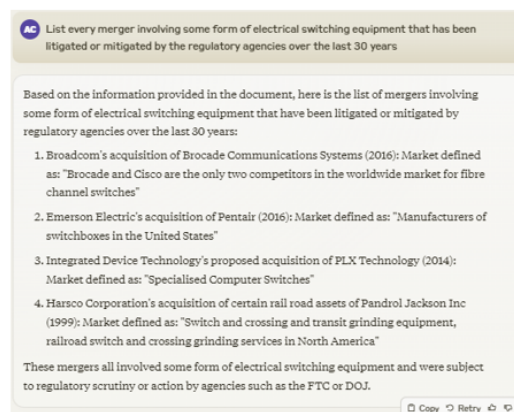 AC List every merger involving some form of electrical switching equipment that has been
litigated or mitigated by the regulatory agencies over the last 30 years
Based on the information provided in the document, here is the list of mergers involving
some form of electrical switching equipment that have been litigated or mitigated by
regulatory agencies over the last 30 years:
1. Broadcom's acquisition of Brocade Communications Systems (2016): Market defined
as: "Brocade and Cisco are the only two competitors in the worldwide market for fibre
channel switches"
2. Emerson Electric's acquisition of Pentair (2016): Market defined as: "Manufacturers of
switchboxes in the United States"
3. Integrated Device Technology's proposed acquisition of PLX Technology (2014):
Market defined as: "Specialised Computer Switches"
4. Harsco Corporation's acquisition of certain rail road assets of Pandrol Jackson Inc
(1999): Market defined as: "Switch and crossing and transit grinding equipment,
railroad switch and crossing grinding services in North America"
These mergers all involved some form of electrical switching equipment and were subject
to regulatory scrutiny or action by agencies such as the FTC or DOJ.
Copy Retry